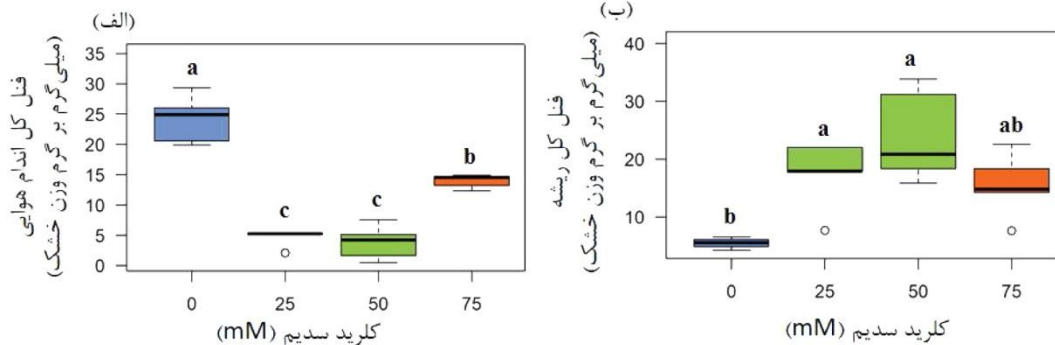 (الف)
فنل کل اندام هوایی
(میلی‌گرم بر گرم وزن خشک)
35
30
25
20
15
10
5
0
a
c
c
b
0 25 50 75
کلرید سدیم (mM)
(ب)
فنل کل ریشه
(میلی‌گرم بر گرم وزن خشک)
40
30
20
10
b
a
a
ab
0 25 50 75
کلرید سدیم (mM)